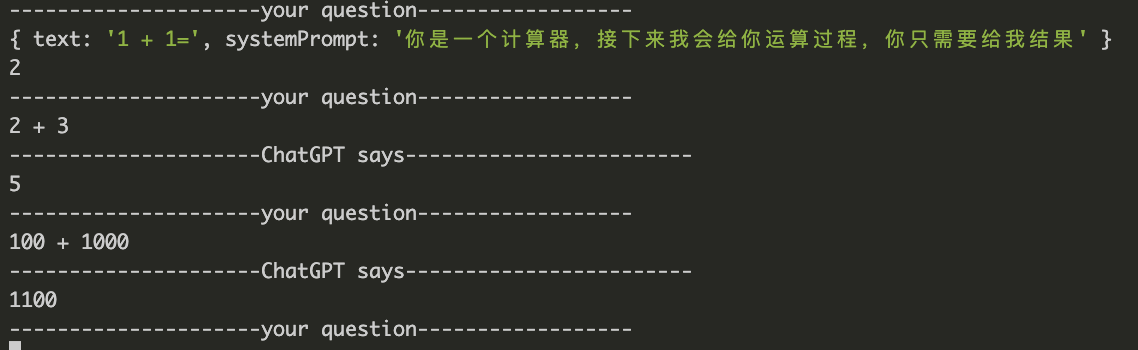 ---------------------your question------------------
{ text: '1 + 1=', systemPrompt: '你是一个计算器, 接下来我会给你运算过程, 你只需要给我结果' }
2
---------------------your question------------------
2 + 3
---------------------ChatGPT says------------------------
5
---------------------your question------------------
100 + 1000
---------------------ChatGPT says------------------------
1100
---------------------your question------------------